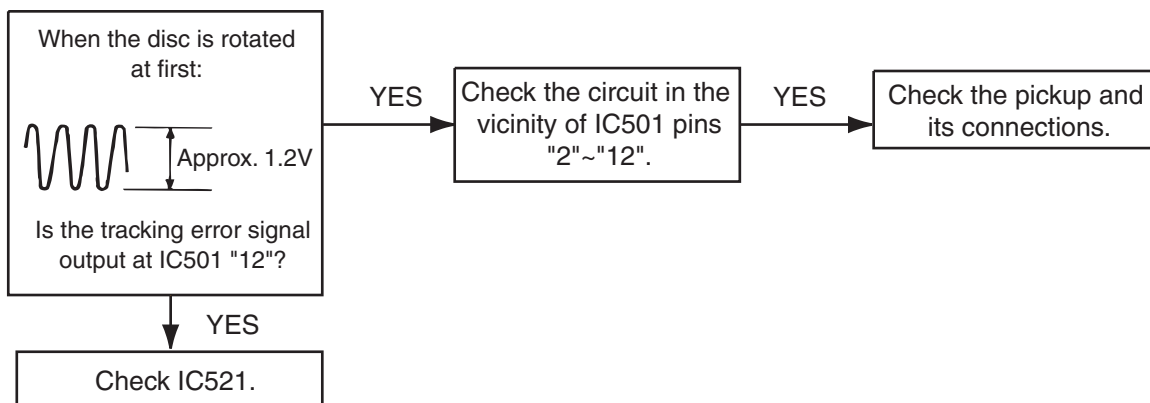 When the disc is rotated
at first:
Approx. 1.2V
Is the tracking error signal
output at IC501 "12"?
YES
Check the circuit in the
vicinity of IC501 pins
"2"~"12".
YES
Check the pickup and
its connections.
YES
Check IC521.